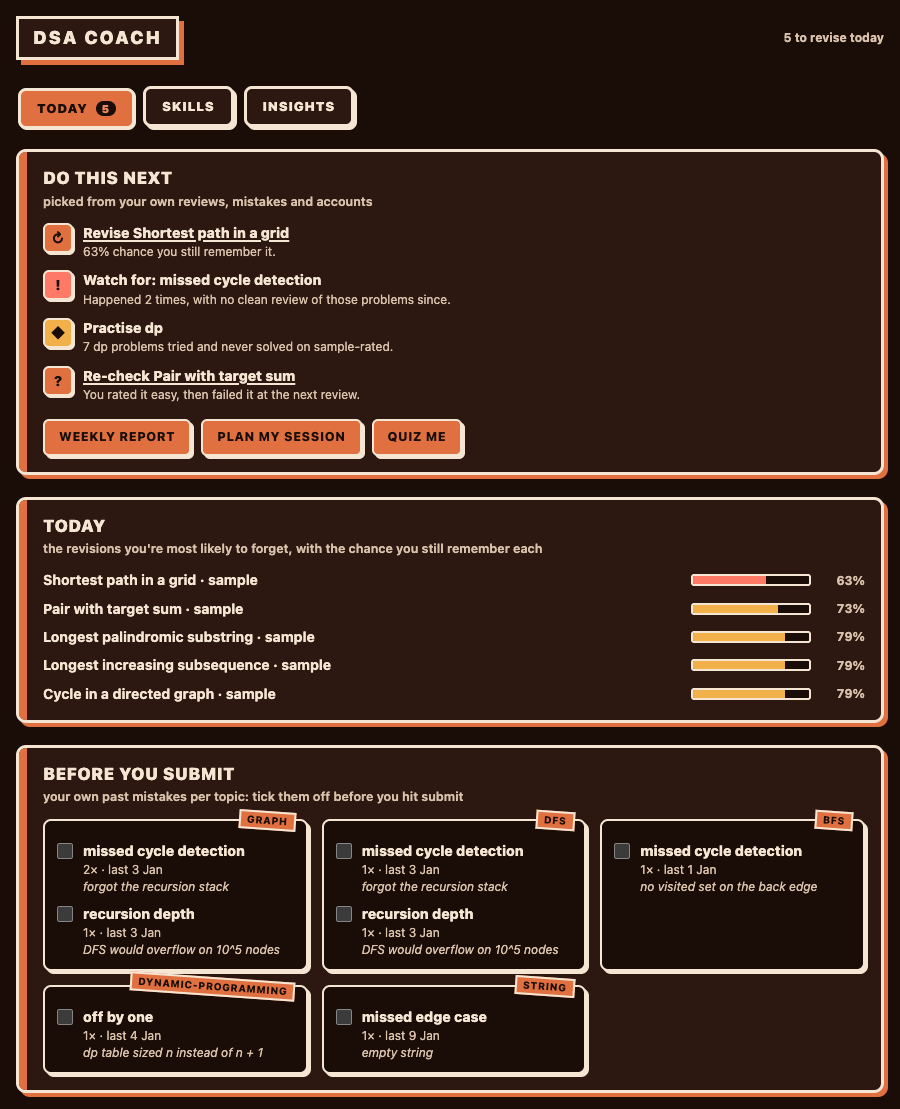 DSA COACH
5 to revise today
TODAY 5
SKILLS
INSIGHTS
DO THIS NEXT
picked from your own reviews, mistakes and accounts
Revise Shortest path in a grid
63% chance you still remember it.
!
Watch for: missed cycle detection
Happened 2 times, with no clean review of those problems since.
Practise dp
7 dp problems tried and never solved on sample-rated.
?
Re-check Pair with target sum
You rated it easy, then failed it at the next review.
WEEKLY REPORT
PLAN MY SESSION
QUIZ ME
TODAY
the revisions you're most likely to forget, with the chance you still remember each
Shortest path in a grid · sample 63%
Pair with target sum · sample 73%
Longest palindromic substring · sample 79%
Longest increasing subsequence · sample 79%
Cycle in a directed graph · sample 79%
BEFORE YOU SUBMIT
your own past mistakes per topic: tick them off before you hit submit
GRAPH
missed cycle detection
2× · last 3 Jan
forgot the recursion stack
recursion depth
1× · last 3 Jan
DFS would overflow on 10^5 nodes
DFS
missed cycle detection
1× · last 3 Jan
forgot the recursion stack
recursion depth
1× · last 3 Jan
DFS would overflow on 10^5 nodes
BFS
missed cycle detection
1× · last 1 Jan
no visited set on the back edge
DYNAMIC-PROGRAMMING
off by one
1× · last 4 Jan
dp table sized n instead of n + 1
STRING
missed edge case
1× · last 9 Jan
empty string